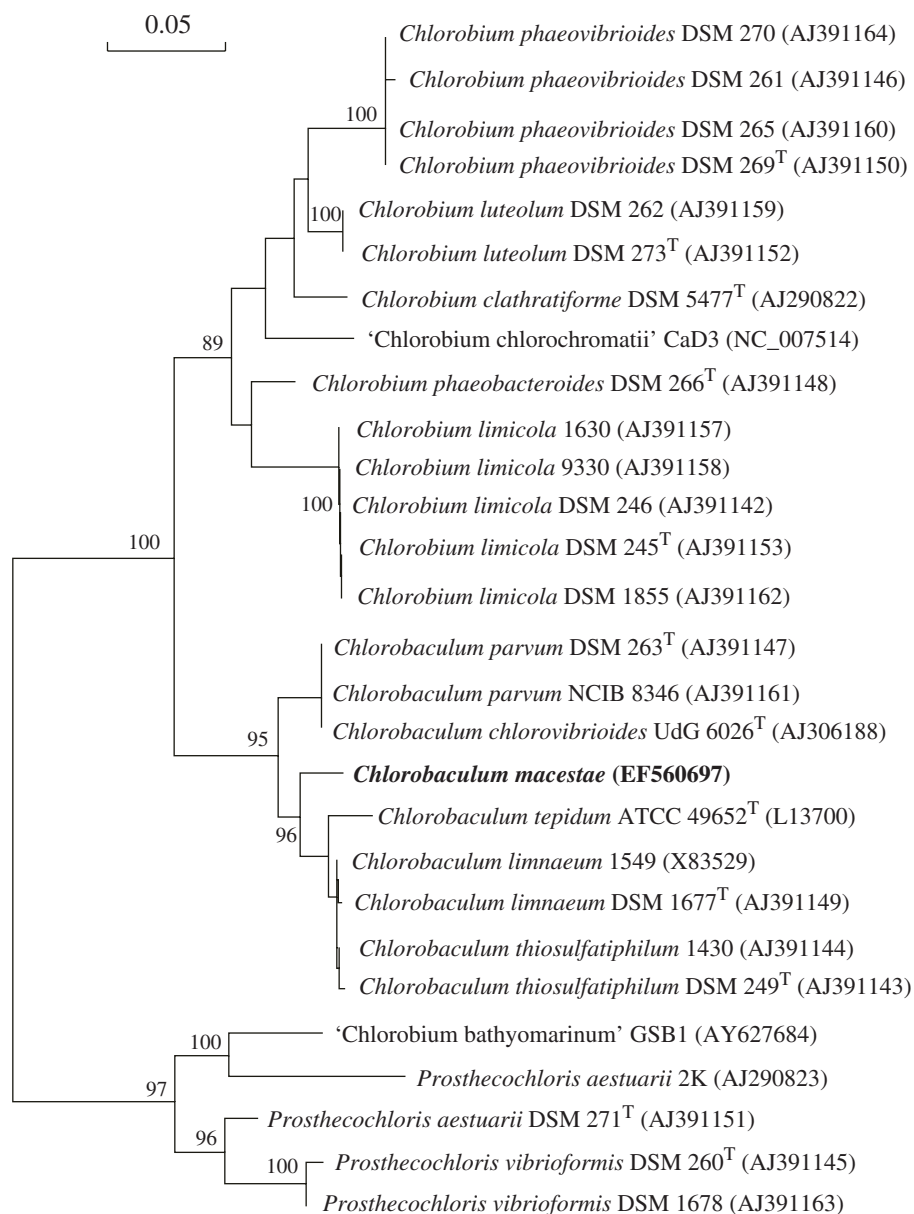 0.05
Chlorobium phaeovibrioides DSM 270 (AJ391164)
Chlorobium phaeovibrioides DSM 261 (AJ391146)
100
Chlorobium phaeovibrioides DSM 265 (AJ391160)
Chlorobium phaeovibrioides DSM 269ᵀ (AJ391150)
100
Chlorobium luteolum DSM 262 (AJ391159)
Chlorobium luteolum DSM 273ᵀ (AJ391152)
Chlorobium clathratiforme DSM 5477ᵀ (AJ290822)
89
‘Chlorobium chlorochromatii’ CaD3 (NC_007514)
Chlorobium phaeobacteroides DSM 266ᵀ (AJ391148)
Chlorobium limicola 1630 (AJ391157)
Chlorobium limicola 9330 (AJ391158)
100
Chlorobium limicola DSM 246 (AJ391142)
100
Chlorobium limicola DSM 245ᵀ (AJ391153)
Chlorobium limicola DSM 1855 (AJ391162)
Chlorobaculum parvum DSM 263ᵀ (AJ391147)
Chlorobaculum parvum NCIB 8346 (AJ391161)
95
Chlorobaculum chlorovibrioides UdG 6026ᵀ (AJ306188)
Chlorobaculum macestae (EF560697)
96
Chlorobaculum tepidum ATCC 49652ᵀ (L13700)
Chlorobaculum limnaeum 1549 (X83529)
Chlorobaculum limnaeum DSM 1677ᵀ (AJ391149)
Chlorobaculum thiosulfatiphilum 1430 (AJ391144)
Chlorobaculum thiosulfatiphilum DSM 249ᵀ (AJ391143)
100
‘Chlorobium bathyomarinum’ GSB1 (AY627684)
97
Prosthecochloris aestuarii 2K (AJ290823)
96
Prosthecochloris aestuarii DSM 271ᵀ (AJ391151)
100
Prosthecochloris vibrioformis DSM 260ᵀ (AJ391145)
Prosthecochloris vibrioformis DSM 1678 (AJ391163)